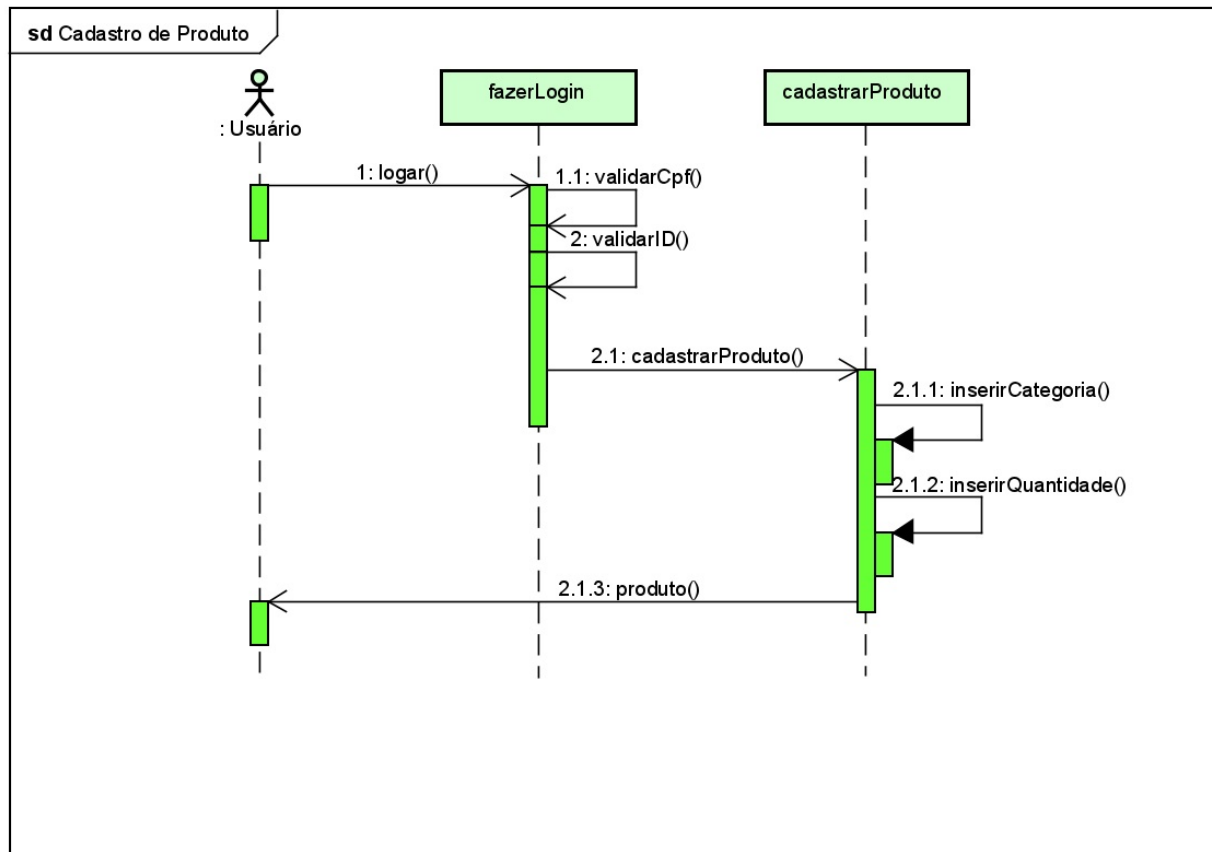 sd Cadastro de Produto
: Usuário
fazerLogin
cadastrarProduto
1: logar()
1.1: validarCpf()
2: validarID()
2.1: cadastrarProduto()
2.1.1: inserirCategoria()
2.1.2: inserirQuantidade()
2.1.3: produto()